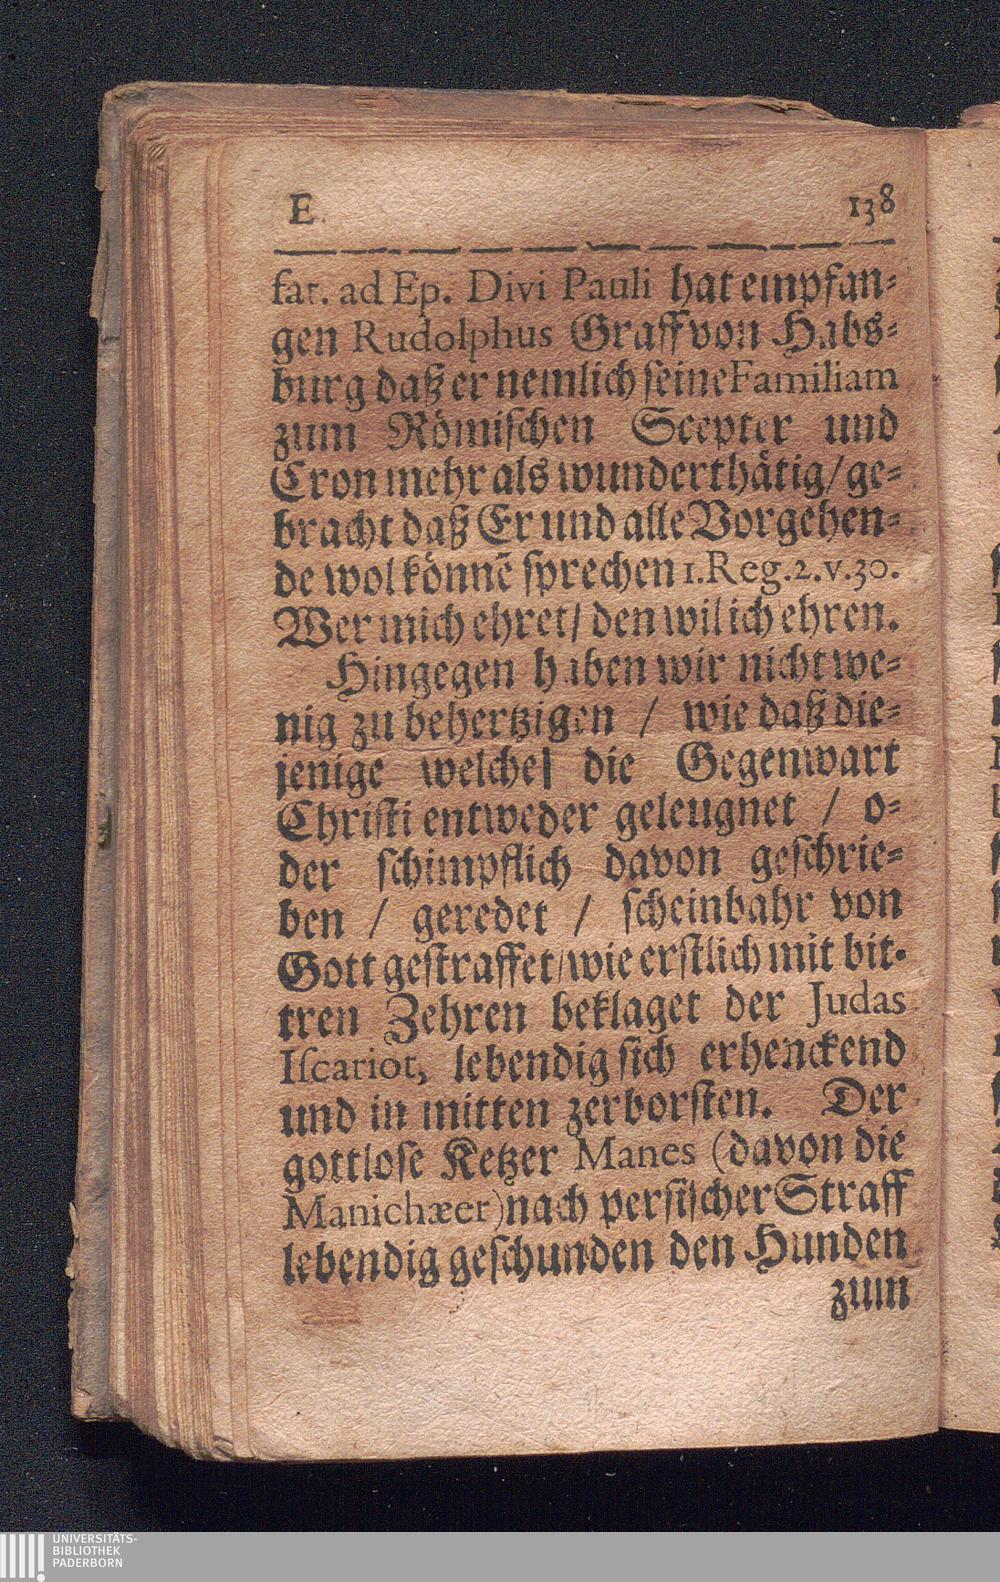 E. 138
fat. ad Ep. Divi Pauli hat empfan-
gen Rudolphus Graff von Habs-
burg daß er nemlich seine Familiam
zum Römischen Scepter und
Cron mehr als wunderthätig/ ge-
bracht daß Er und alle Vorgehen-
de wol könnē sprechen 1. Reg. 2. v. 30.
Wer mich ehret/ den wil ich ehren.
Hingegen haben wir nicht we-
nig zu behertzigen / wie daß die-
jenige welche/ die Gegenwart
Christi entweder geleugnet / o-
der schimpflich davon geschrie-
ben / geredet / scheinbahr von
Gott gestraffet/ wie erstlich mit bit-
tren Zehren beklaget der Judas
Iscariot, lebendig sich erhenckend
und in mitten zerborsten. Der
gottlose Ketzer Manes (davon die
Manichæer) nach persischer Straff
lebendig geschunden den Hunden
zum
UNIVERSITÄTS-
BIBLIOTHEK
PADERBORN